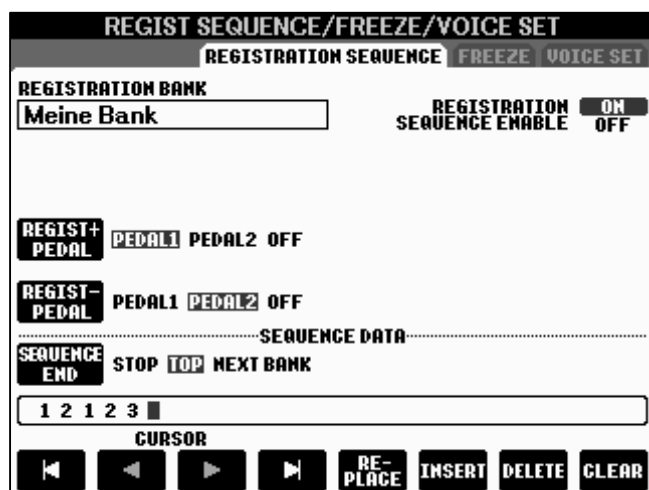 REGIST SEQUENCE/FREEZE/VOICE SET
REGISTRATION SEQUENCE FREEZE VOICE SET
REGISTRATION BANK
Meine Bank
REGISTRATION ON
SEQUENCE ENABLE OFF
REGIST+
PEDAL PEDAL1 PEDAL2 OFF
REGIST-
PEDAL PEDAL1 PEDAL2 OFF
SEQUENCE DATA
SEQUENCE
END STOP TOP NEXT BANK
1 2 1 2 3
CURSOR
RE-
PLACE INSERT DELETE CLEAR